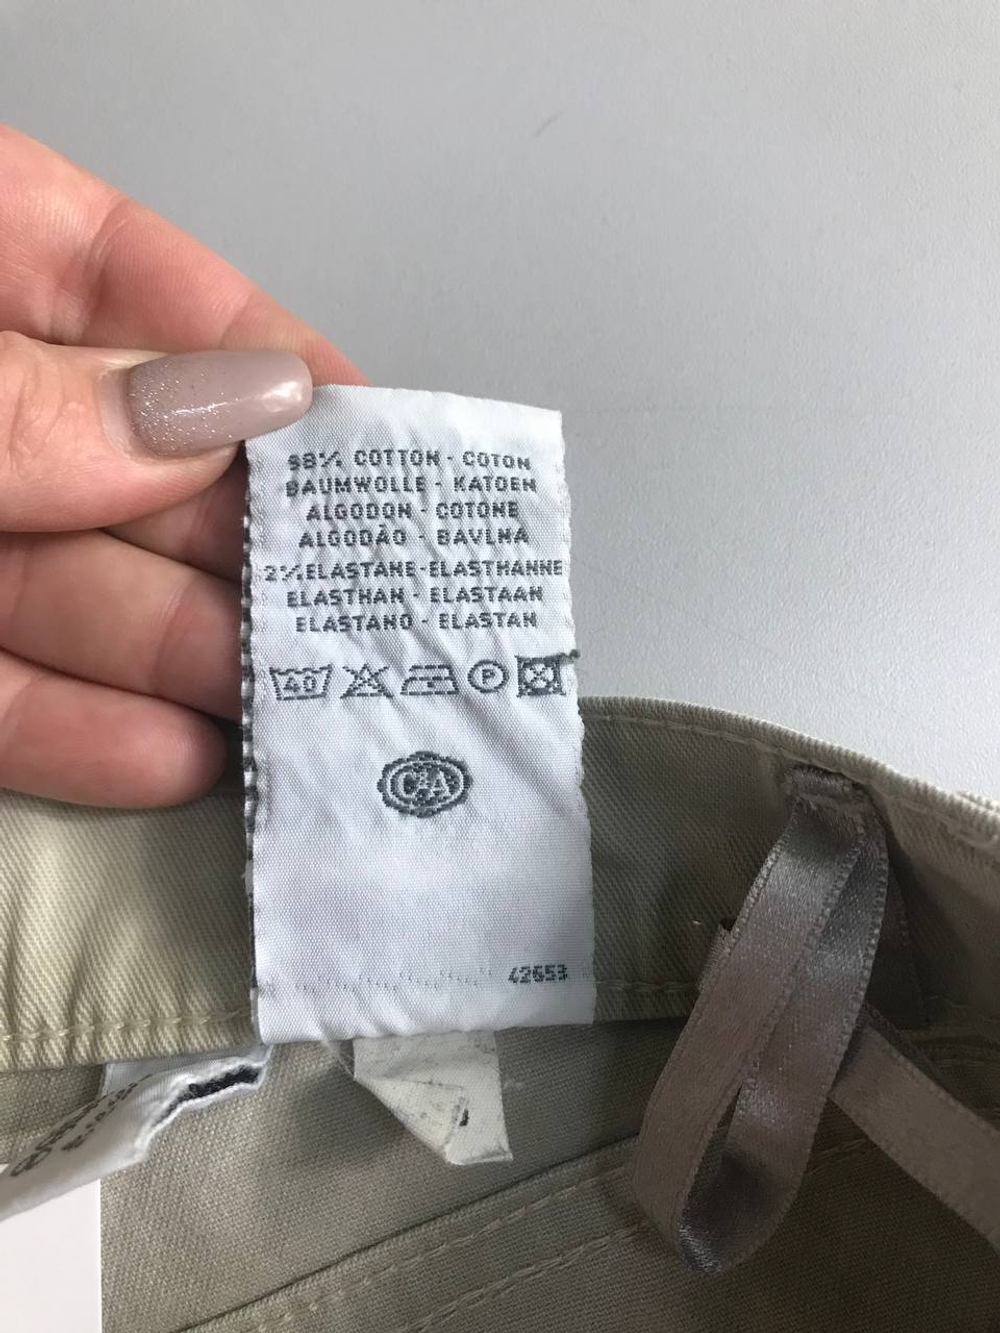 98% COTTON - COTON
BAUMWOLLE - KATOEN
ALGODON - COTONE
ALGODÃO - BAVLNA
2% ELASTANE-ELASTHANNE
ELASTHAN - ELASTAAN
ELASTANO - ELASTAN
40 P
C&A
42653